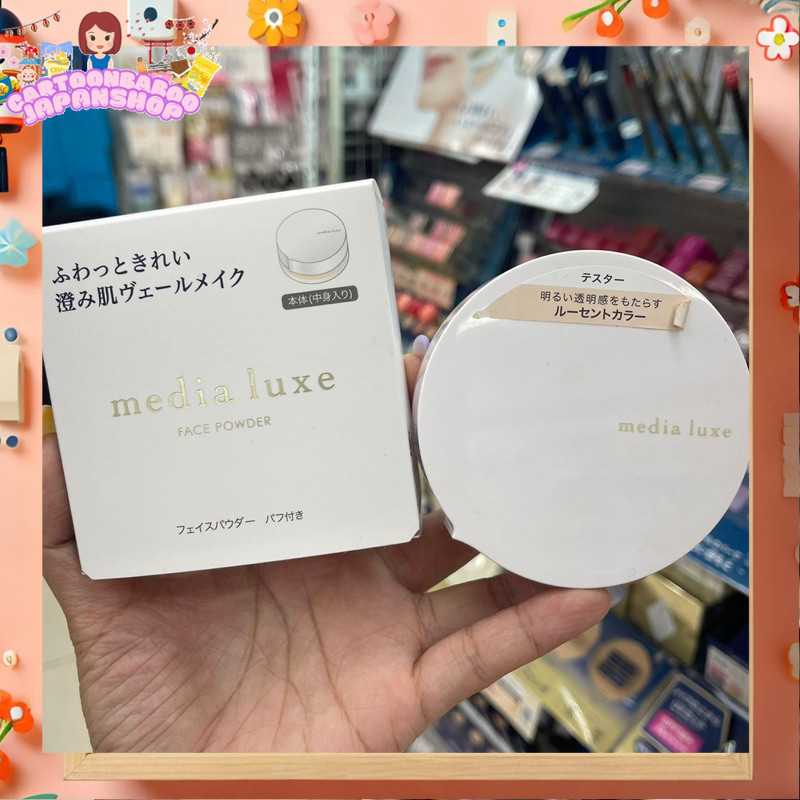 CARTOONBABOO
JAPANSHOP
ふわっときれい
澄み肌ヴェールメイク
media luxe
本体(中身入り)
media luxe
FACE POWDER
フェイスパウダー パフ付き
テスター
明るい透明感をもたらす
ルーセントカラー
media luxe